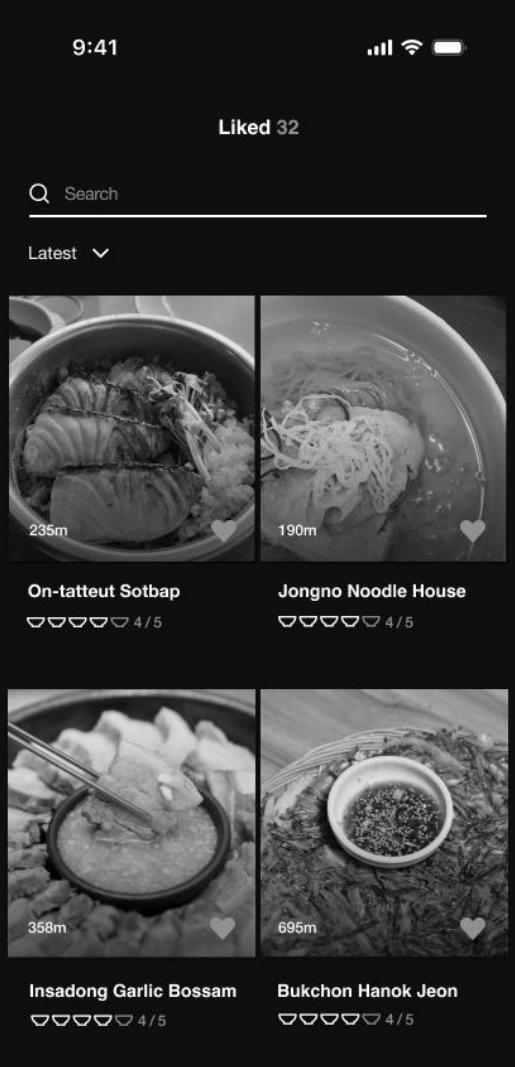 9:41
Liked 32
Search
Latest
235m
190m
On-tatteut Sotbap
Jongno Noodle House
4/5
4/5
358m
695m
Insadong Garlic Bossam
Bukchon Hanok Jeon
4/5
4/5